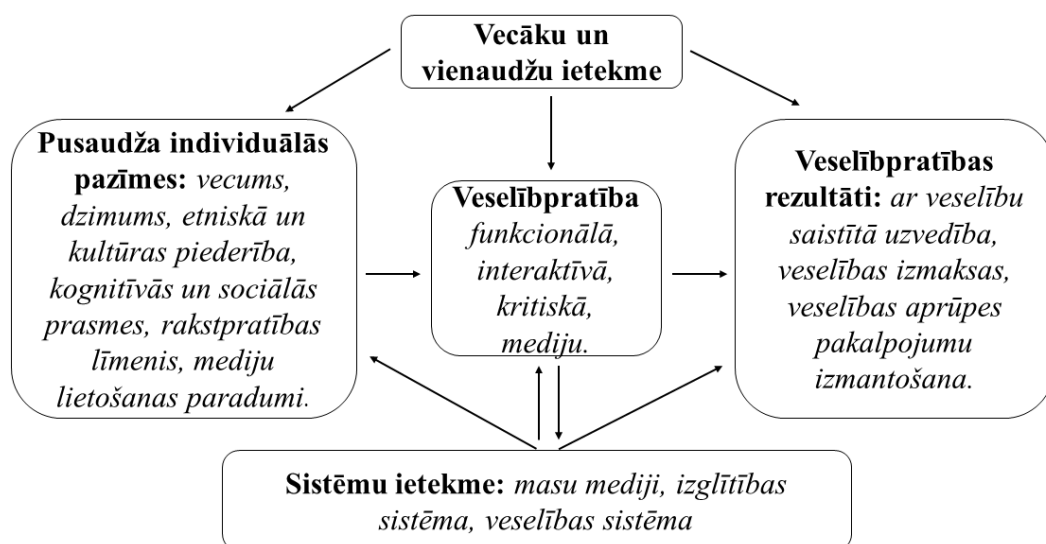 Vecāku un
vienaudžu ietekme
Pusaudža individuālās
pazīmes: vecums,
dzimums, etniskā un
kultūras piederība,
kognitīvās un sociālās
prasmes, rakstpratības
līmenis, mediju
lietošanas paradumi.
Veselībpratība
funkcionālā,
interaktīvā,
kritiskā,
mediju.
Veselībpratības
rezultāti: ar veselību
saistītā uzvedība,
veselības izmaksas,
veselības aprūpes
pakalpojumu
izmantošana.
Sistēmu ietekme: masu mediji, izglītības
sistēma, veselības sistēma